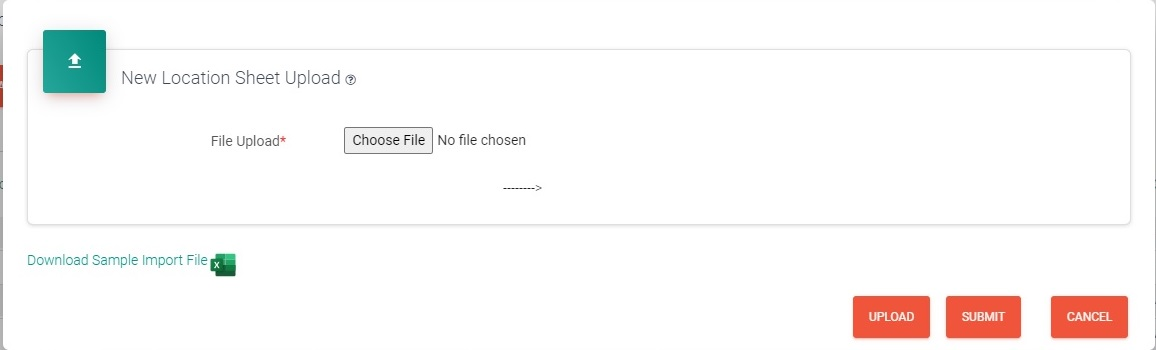 New Location Sheet Upload
File Upload*
Choose File No file chosen
-------->
Download Sample Import File
UPLOAD
SUBMIT
CANCEL